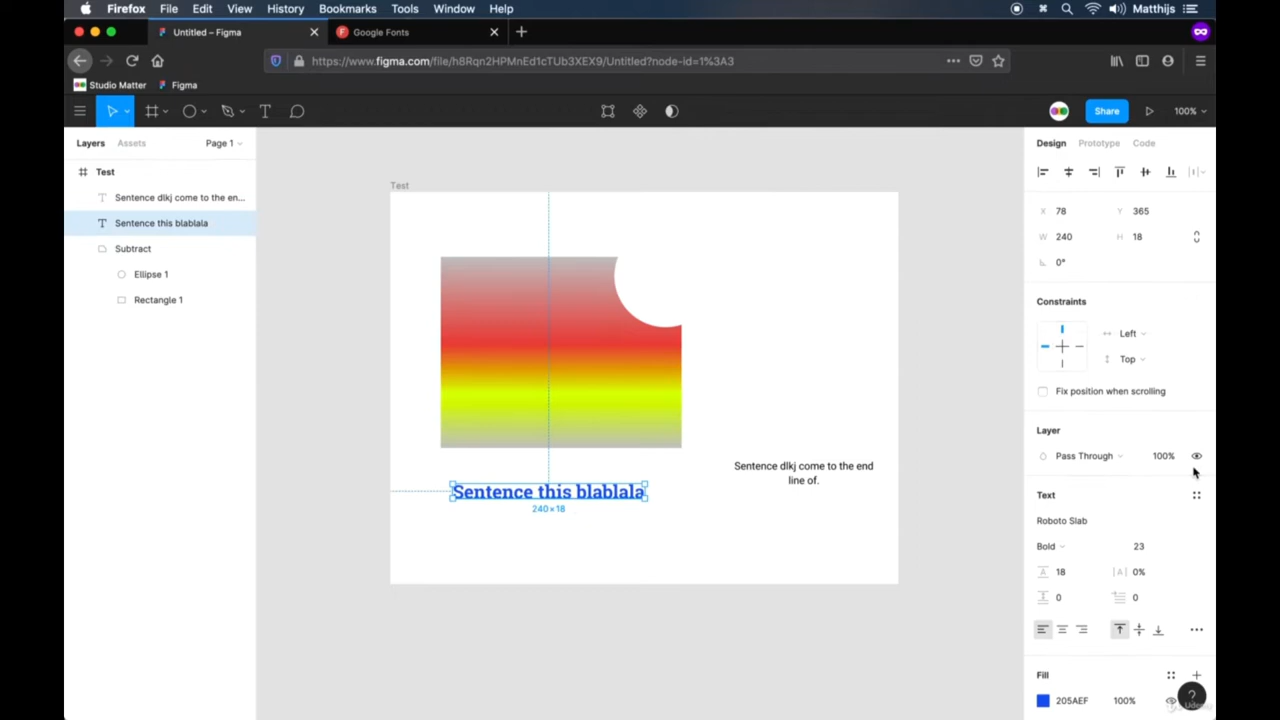 Firefox File Edit View History Bookmarks Tools Window Help Matthijs
Untitled – Figma
Google Fonts
https://www.figma.com/file/h8Rqn2HPMnEd1cTUb3XEX9/Untitled?node-id=1%3A3
Studio Matter Figma
Share 100%
Layers Assets Page 1
Design Prototype Code
Test
Sentence dlkj come to the en...
Sentence this blablala
Subtract
Ellipse 1
Rectangle 1
Test
Sentence dlkj come to the end
line of.
Sentence this blablala
240×18
X 78 Y 365
W 240 H 18
0°
Constraints
Left
Top
Fix position when scrolling
Layer
Pass Through 100%
Text
Roboto Slab
Bold 23
18 |A| 0%
0 0
Fill
205AEF 100%
?
Udemy